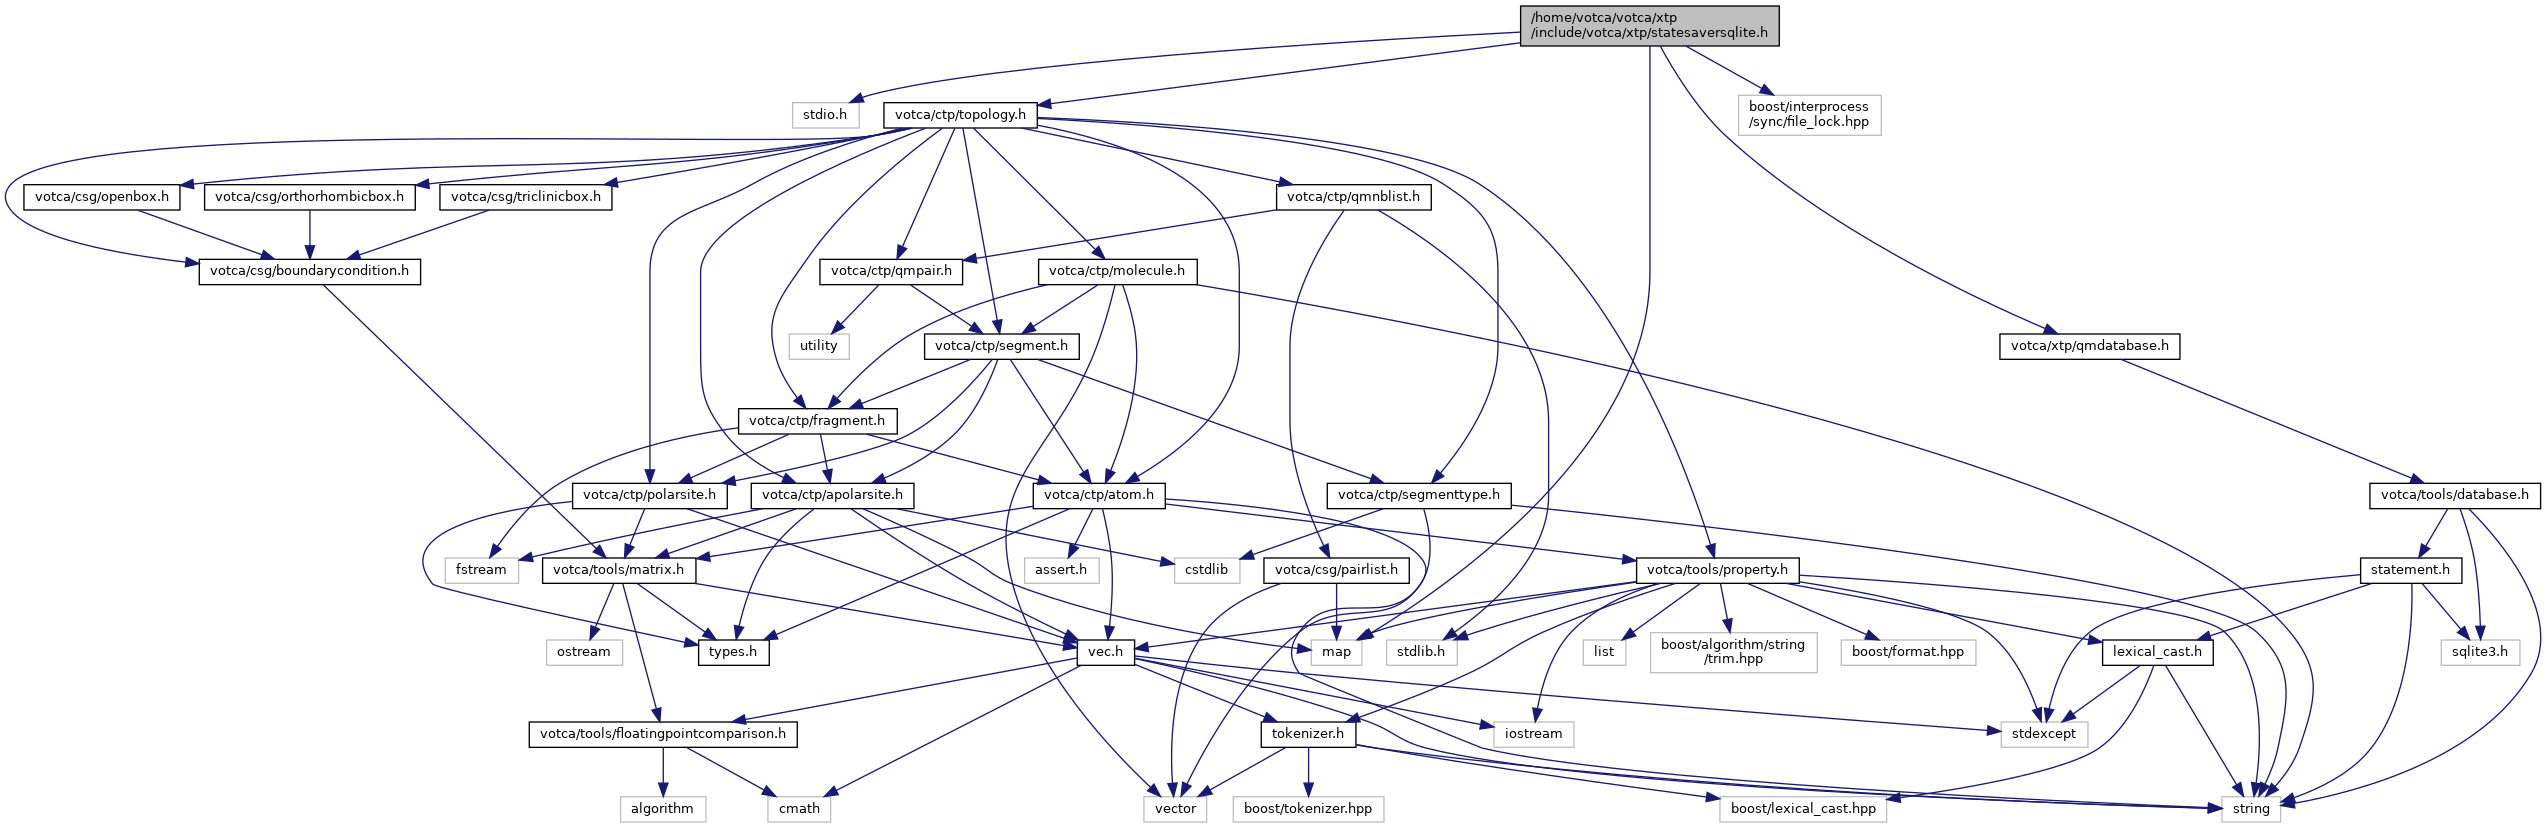 /home/votca/votca/xtp
/include/votca/xtp/statesaversqlite.h
stdio.h
votca/ctp/topology.h
boost/interprocess
/sync/file_lock.hpp
votca/csg/openbox.h
votca/csg/orthorhombicbox.h
votca/csg/triclinicbox.h
votca/ctp/qmnblist.h
votca/csg/boundarycondition.h
votca/ctp/qmpair.h
votca/ctp/molecule.h
utility
votca/ctp/segment.h
votca/xtp/qmdatabase.h
votca/ctp/fragment.h
votca/ctp/polarsite.h
votca/ctp/apolarsite.h
votca/ctp/atom.h
votca/ctp/segmenttype.h
votca/tools/database.h
fstream
votca/tools/matrix.h
assert.h
cstdlib
votca/csg/pairlist.h
votca/tools/property.h
statement.h
ostream
types.h
vec.h
map
stdlib.h
list
boost/algorithm/string
/trim.hpp
boost/format.hpp
lexical_cast.h
sqlite3.h
votca/tools/floatingpointcomparison.h
tokenizer.h
iostream
stdexcept
algorithm
cmath
vector
boost/tokenizer.hpp
boost/lexical_cast.hpp
string